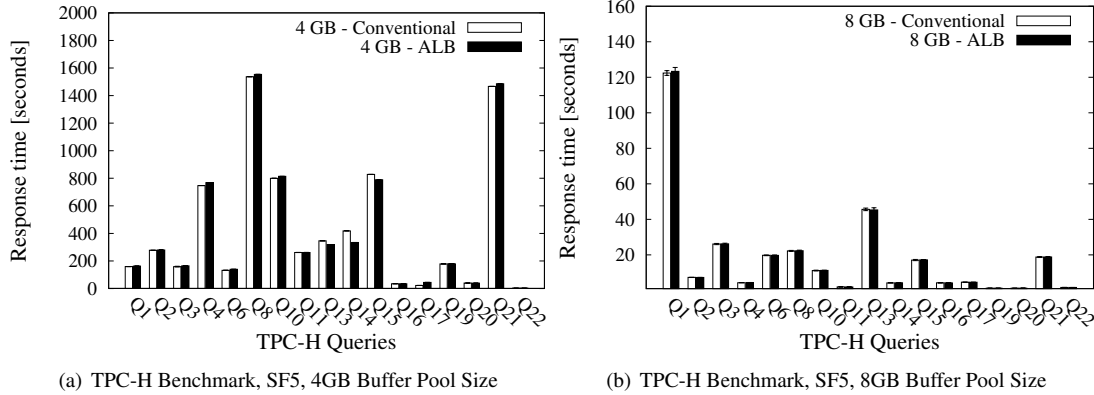 2000
1800
1600
1400
1200
1000
800
600
400
200
0
Response time [seconds]
4 GB - Conventional
4 GB - ALB
Q1 Q2 Q3 Q4 Q6 Q8 Q10 Q11 Q13 Q14 Q15 Q16 Q17 Q19 Q20 Q21 Q22
TPC-H Queries
(a) TPC-H Benchmark, SF5, 4GB Buffer Pool Size
160
140
120
100
80
60
40
20
Response time [seconds]
8 GB - Conventional
8 GB - ALB
Q1 Q2 Q3 Q4 Q6 Q8 Q10 Q11 Q13 Q14 Q15 Q16 Q17 Q19 Q20 Q21 Q22
TPC-H Queries
(b) TPC-H Benchmark, SF5, 8GB Buffer Pool Size